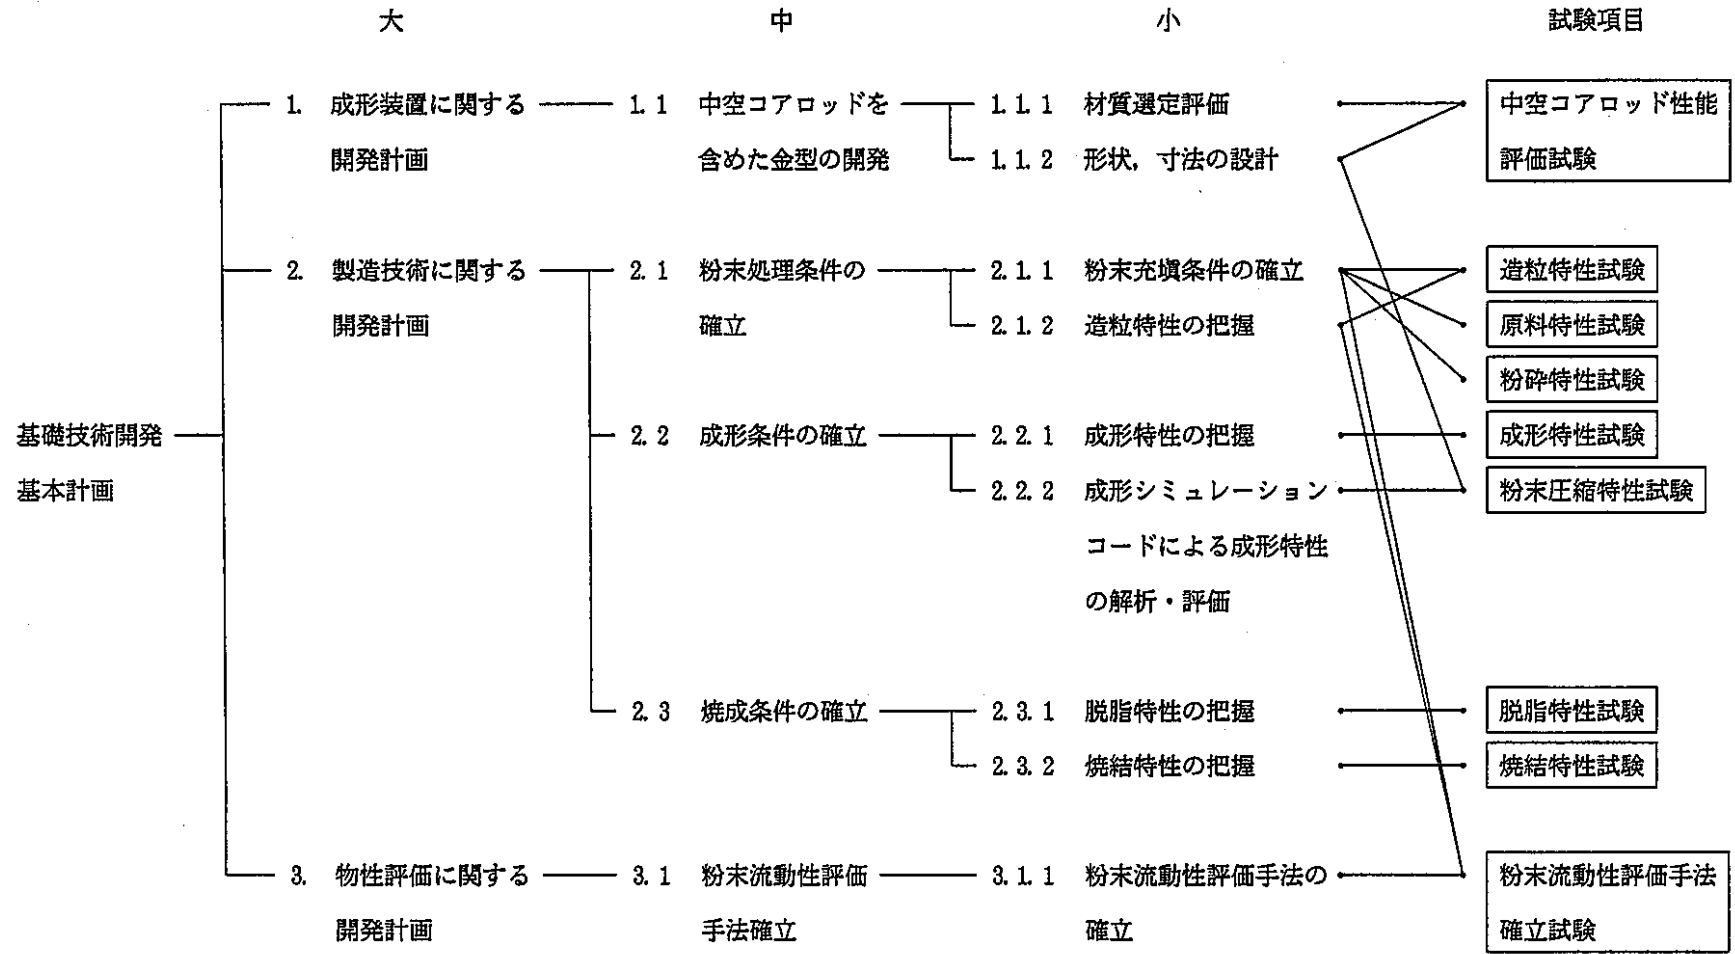 大 中 小 試験項目
1. 成形装置に関する 1.1 中空コアロッドを 1.1.1 材質選定評価 中空コアロッド性能
開発計画 含めた金型の開発 1.1.2 形状，寸法の設計 評価試験
2. 製造技術に関する 2.1 粉末処理条件の 2.1.1 粉末充塡条件の確立 造粒特性試験
開発計画 確立 2.1.2 造粒特性の把握 原料特性試験
粉砕特性試験
基礎技術開発 2.2 成形条件の確立 2.2.1 成形特性の把握 成形特性試験
基本計画 2.2.2 成形シミュレーション 粉末圧縮特性試験
コードによる成形特性
の解析・評価
2.3 焼成条件の確立 2.3.1 脱脂特性の把握 脱脂特性試験
2.3.2 焼結特性の把握 焼結特性試験
3. 物性評価に関する 3.1 粉末流動性評価 3.1.1 粉末流動性評価手法の 粉末流動性評価手法
開発計画 手法確立 確立 確立試験